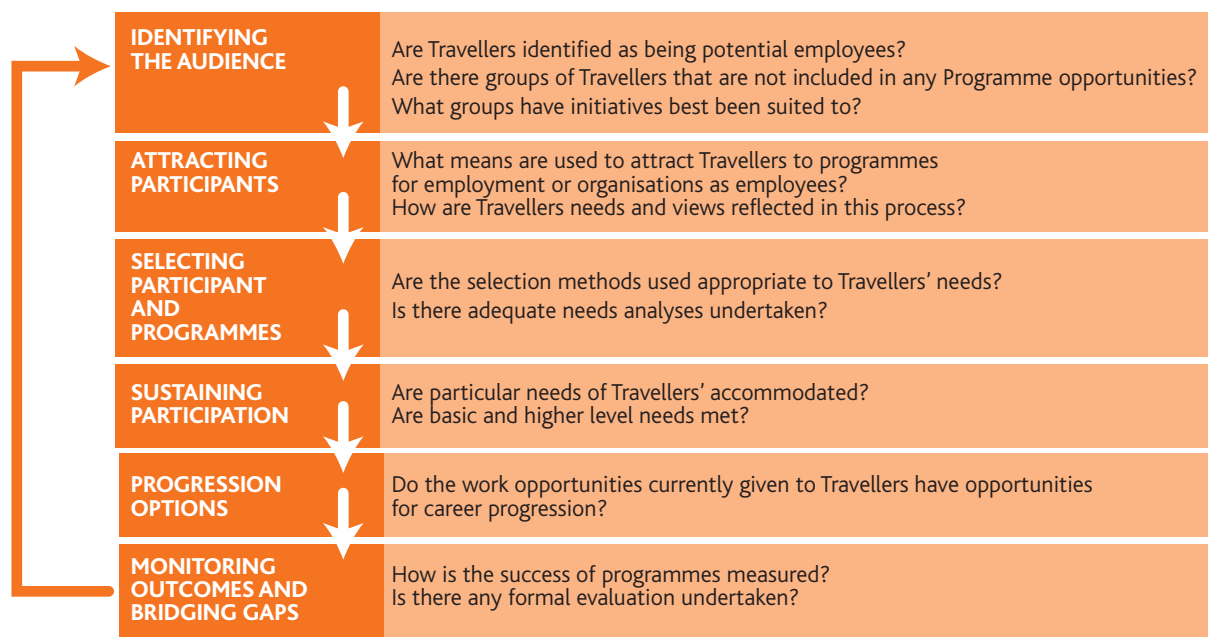 IDENTIFYING
THE AUDIENCE
Are Travellers identified as being potential employees?
Are there groups of Travellers that are not included in any Programme opportunities?
What groups have initiatives best been suited to?
ATTRACTING
PARTICIPANTS
What means are used to attract Travellers to programmes
for employment or organisations as employees?
How are Travellers needs and views reflected in this process?
SELECTING
PARTICIPANT
AND
PROGRAMMES
Are the selection methods used appropriate to Travellers' needs?
Is there adequate needs analyses undertaken?
SUSTAINING
PARTICIPATION
Are particular needs of Travellers' accommodated?
Are basic and higher level needs met?
PROGRESSION
OPTIONS
Do the work opportunities currently given to Travellers have opportunities
for career progression?
MONITORING
OUTCOMES AND
BRIDGING GAPS
How is the success of programmes measured?
Is there any formal evaluation undertaken?